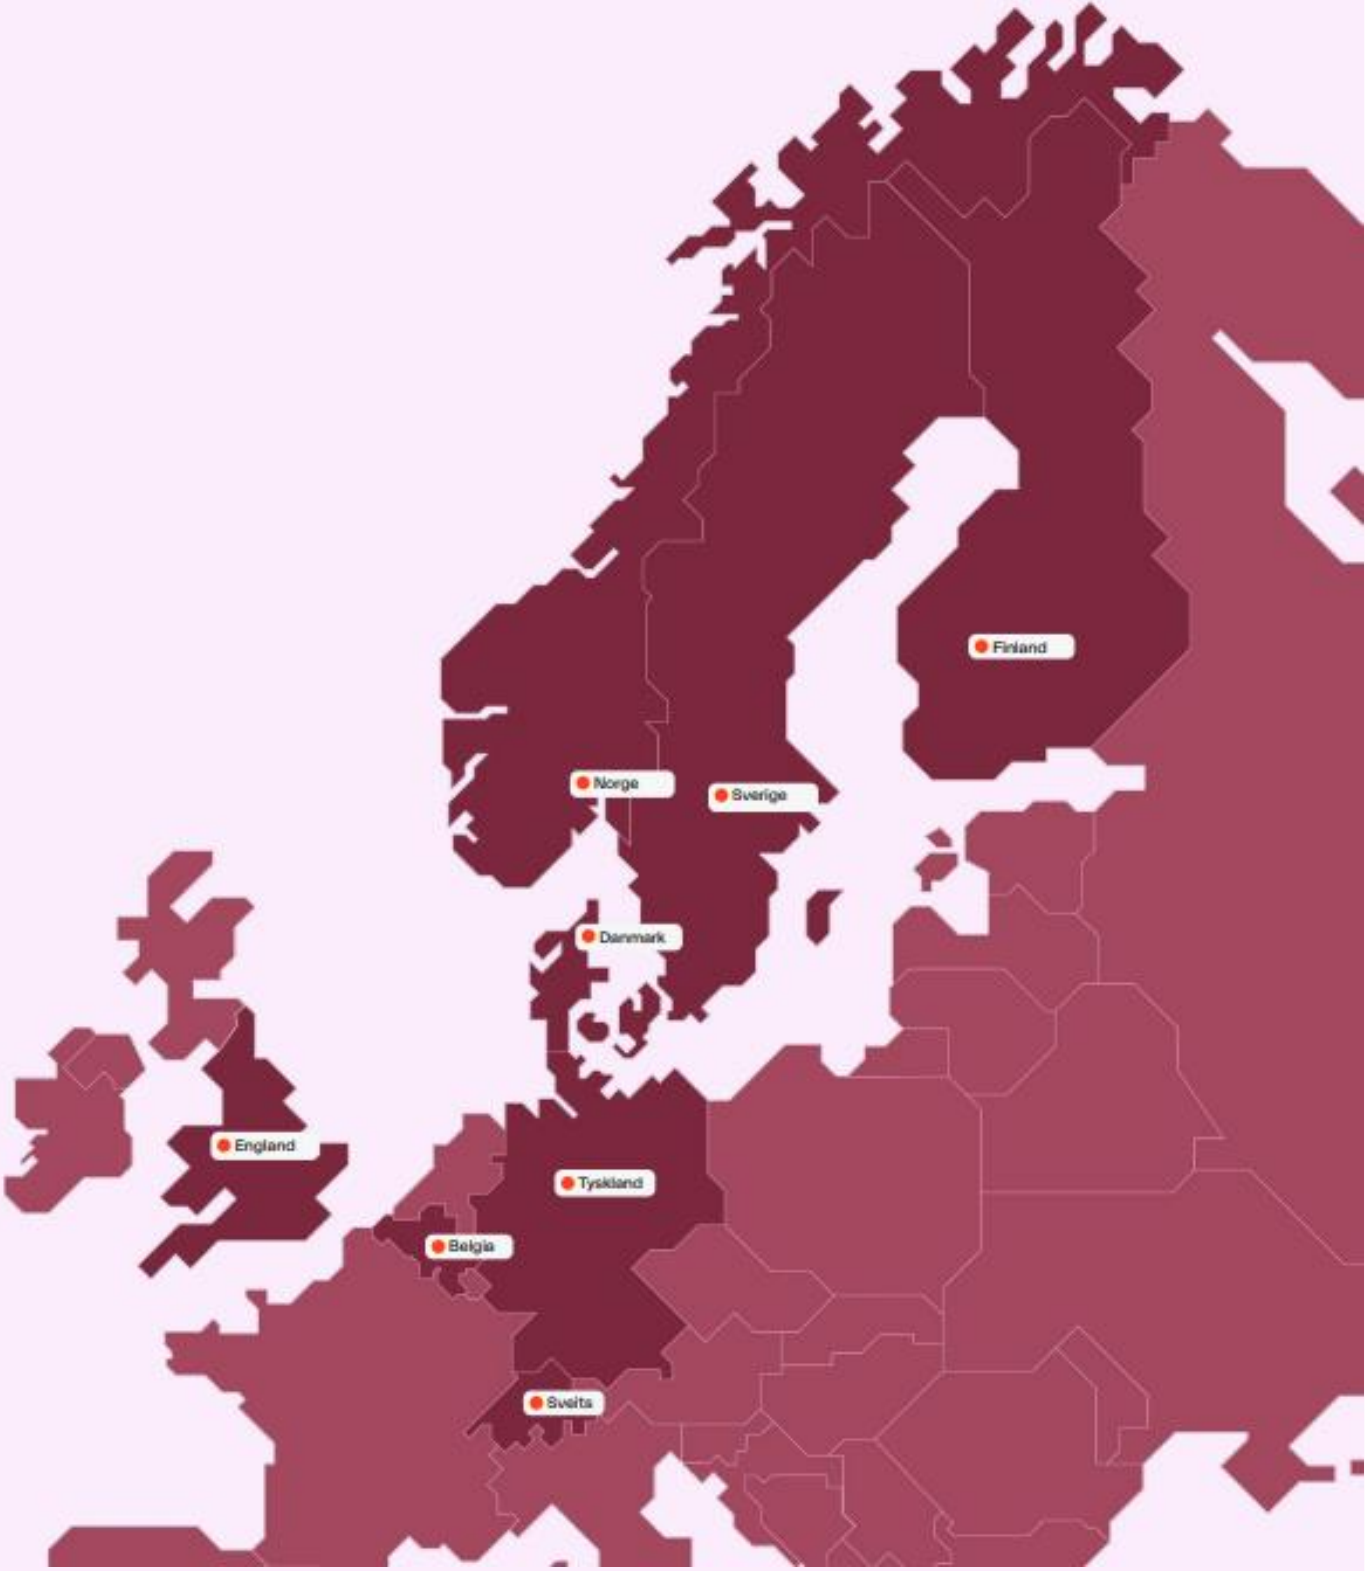 Finland
Norge
Sverige
Danmark
England
Tyskland
Belgia
Sveits